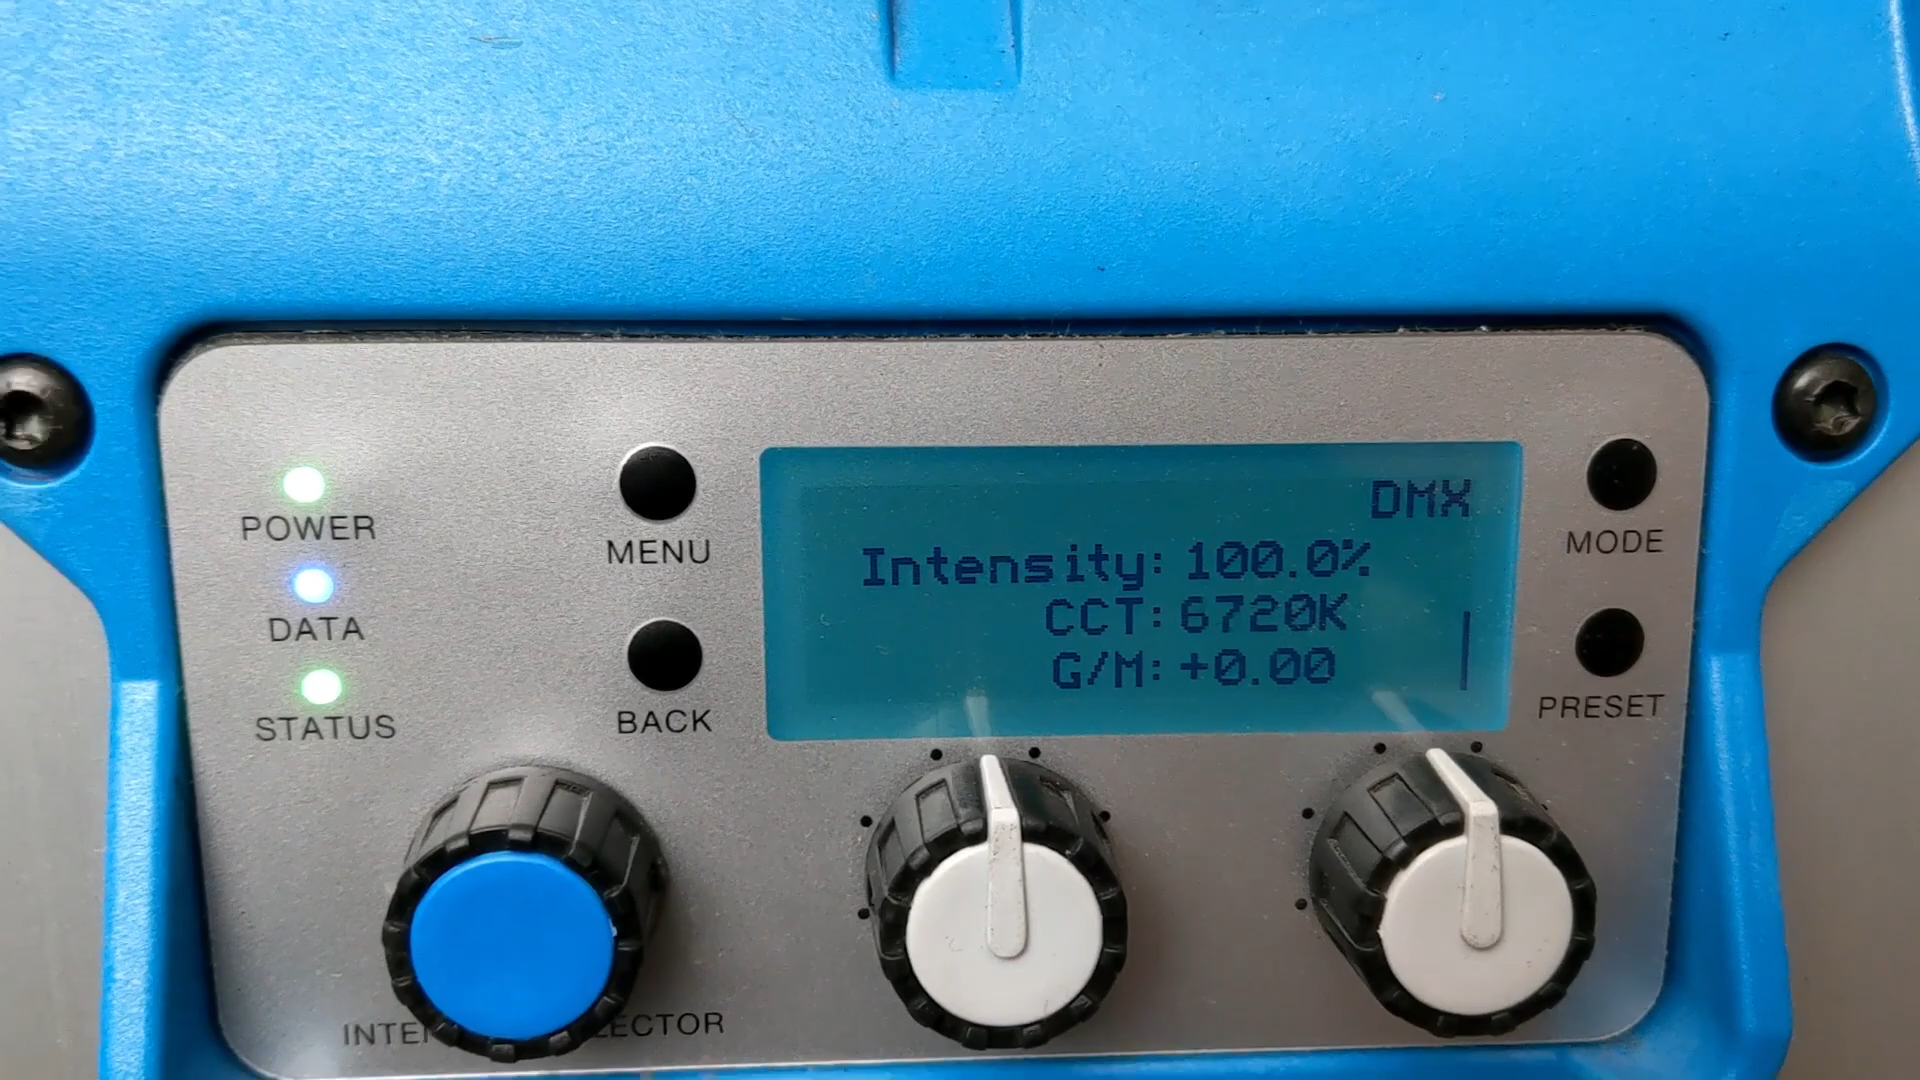 POWER
DATA
STATUS
MENU
BACK
DMX
Intensity: 100.0%
CCT: 6720K
G/M: +0.00
MODE
PRESET